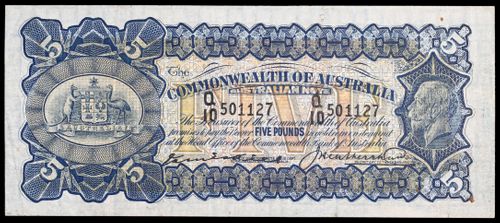 5 5
The
COMMONWEALTH OF AUSTRALIA
AUSTRALIAN NOTE
Q/10 501127 Q/10 501127
The Treasurer of the Commonwealth of Australia
promises to pay the Bearer FIVE POUNDS in gold coin on demand
at the Head Office of the Commonwealth Bank of Australia
AUSTRALIA
5 5